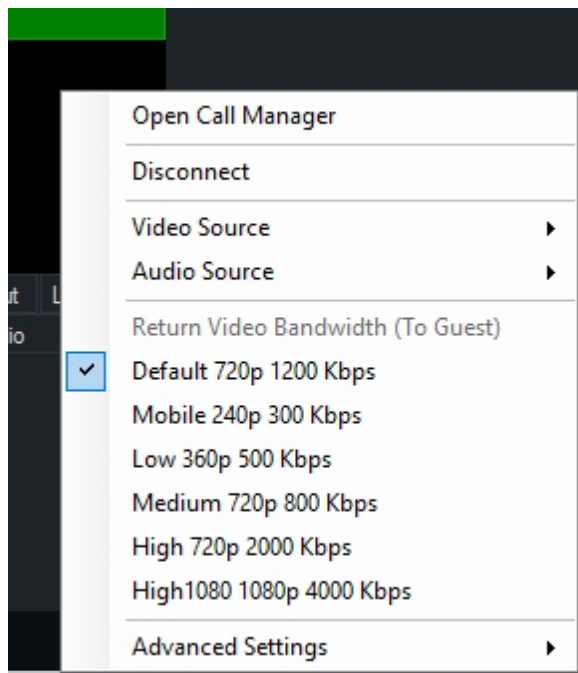 Open Call Manager
Disconnect
Video Source
Audio Source
Return Video Bandwidth (To Guest)
Default 720p 1200 Kbps
Mobile 240p 300 Kbps
Low 360p 500 Kbps
Medium 720p 800 Kbps
High 720p 2000 Kbps
High1080 1080p 4000 Kbps
Advanced Settings